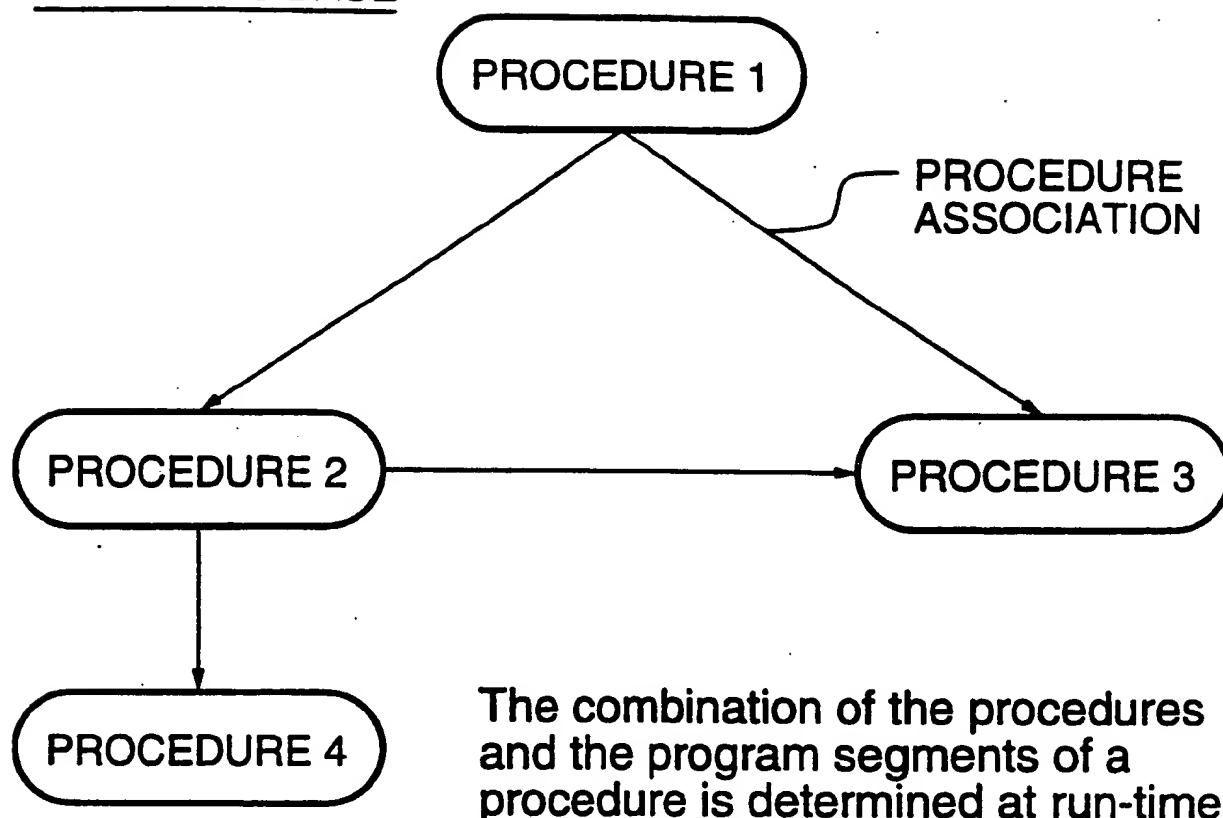 PROCEDURE 1
PROCEDURE
ASSOCIATION
PROCEDURE 2
PROCEDURE 3
PROCEDURE 4
The combination of the procedures
and the program segments of a
procedure is determined at run-time